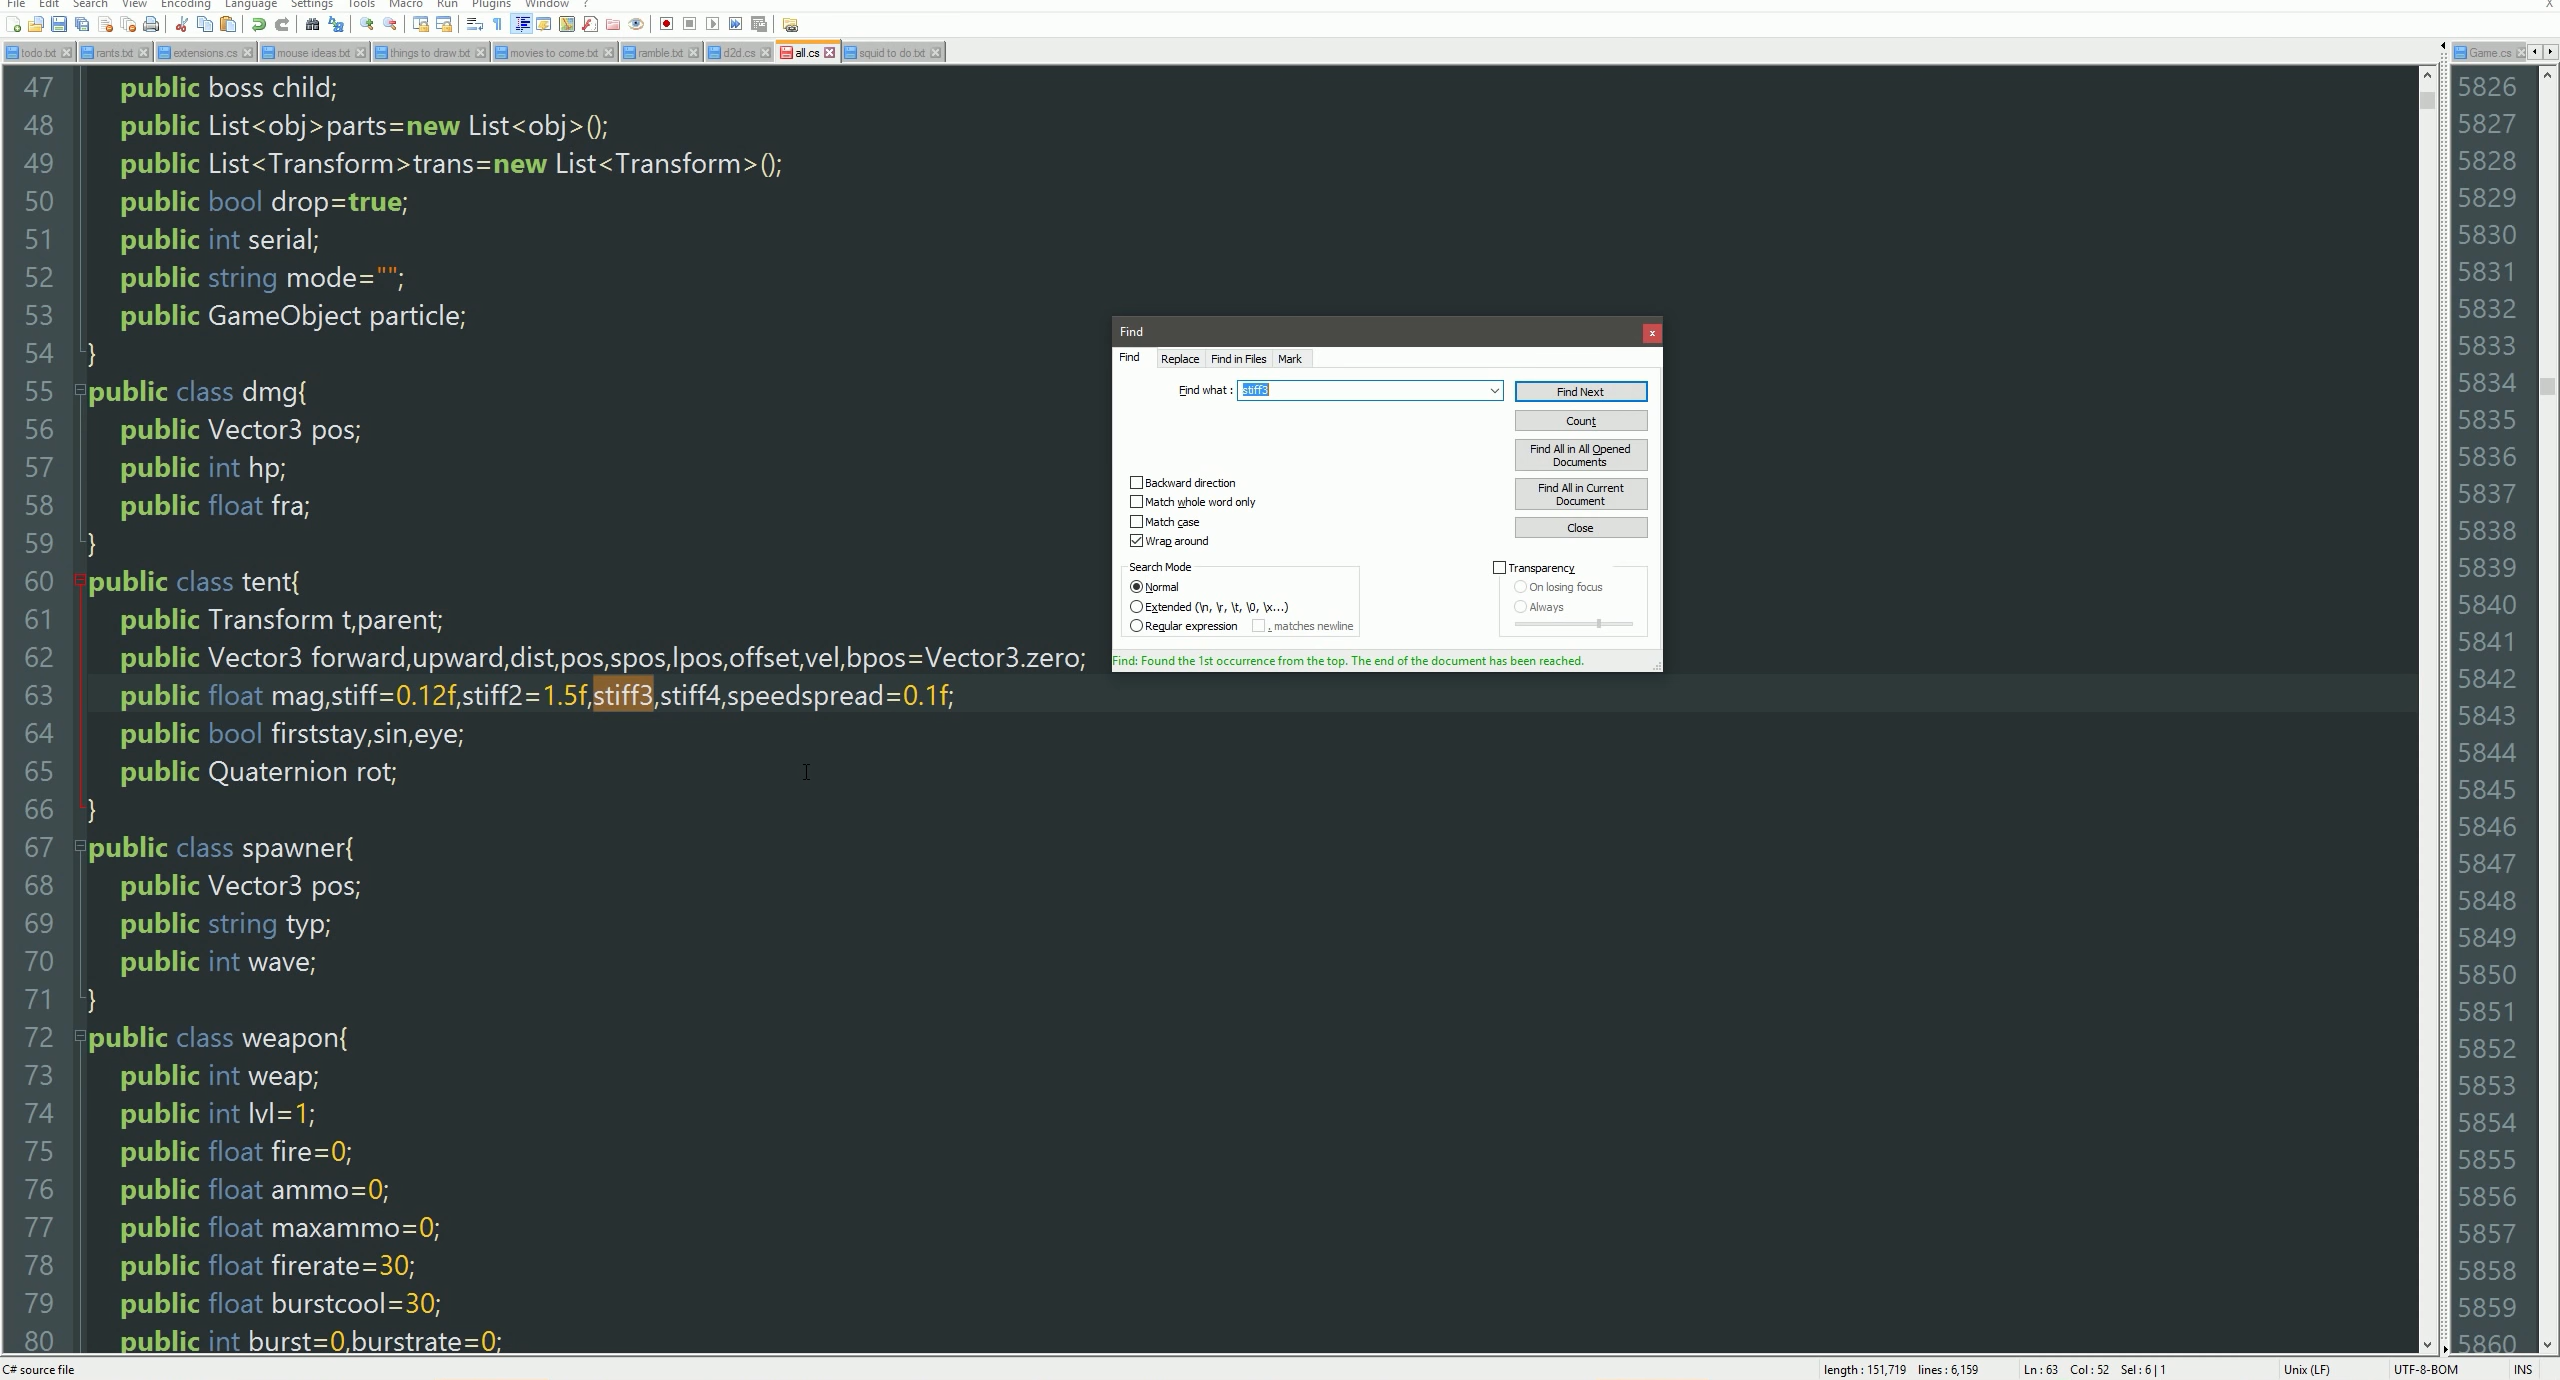 File Edit Search View Encoding Language Settings Tools Macro Run Plugins Window ? X
todo.txt rants.txt extensions.cs mouse ideas.txt things to draw.txt movies to come.txt ramble.txt d2d.cs all.cs squid to do.txt Game.cs
47 public boss child;
48 public List<obj>parts=new List<obj>();
49 public List<Transform>trans=new List<Transform>();
50 public bool drop=true;
51 public int serial;
52 public string mode="";
53 public GameObject particle;
54 }
55 public class dmg{
56 public Vector3 pos;
57 public int hp;
58 public float fra;
59 }
60 public class tent{
61 public Transform t,parent;
62 public Vector3 forward,upward,dist,pos,spos,lpos,offset,vel,bpos=Vector3.zero;
63 public float mag,stiff=0.12f,stiff2=1.5f,stiff3,stiff4,speedspread=0.1f;
64 public bool firststay,sin,eye;
65 public Quaternion rot;
66 }
67 public class spawner{
68 public Vector3 pos;
69 public string typ;
70 public int wave;
71 }
72 public class weapon{
73 public int weap;
74 public int lvl=1;
75 public float fire=0;
76 public float ammo=0;
77 public float maxammo=0;
78 public float firerate=30;
79 public float burstcool=30;
80 public int burst=0,burstrate=0;
Find x
Find Replace Find in Files Mark
Find what : stiff3 Find Next
Count
Find All in All Opened
Documents
Backward direction
Find All in Current
Document
Match whole word only
Match case
Close
Wrap around
Search Mode
Transparency
Normal
On losing focus
Extended (\n, \r, \t, \0, \x...)
Always
Regular expression . matches newline
Find: Found the 1st occurrence from the top. The end of the document has been reached.
5826
5827
5828
5829
5830
5831
5832
5833
5834
5835
5836
5837
5838
5839
5840
5841
5842
5843
5844
5845
5846
5847
5848
5849
5850
5851
5852
5853
5854
5855
5856
5857
5858
5859
5860
C# source file length : 151,719 lines : 6,159 Ln : 63 Col : 52 Sel : 6 | 1 Unix (LF) UTF-8-BOM INS